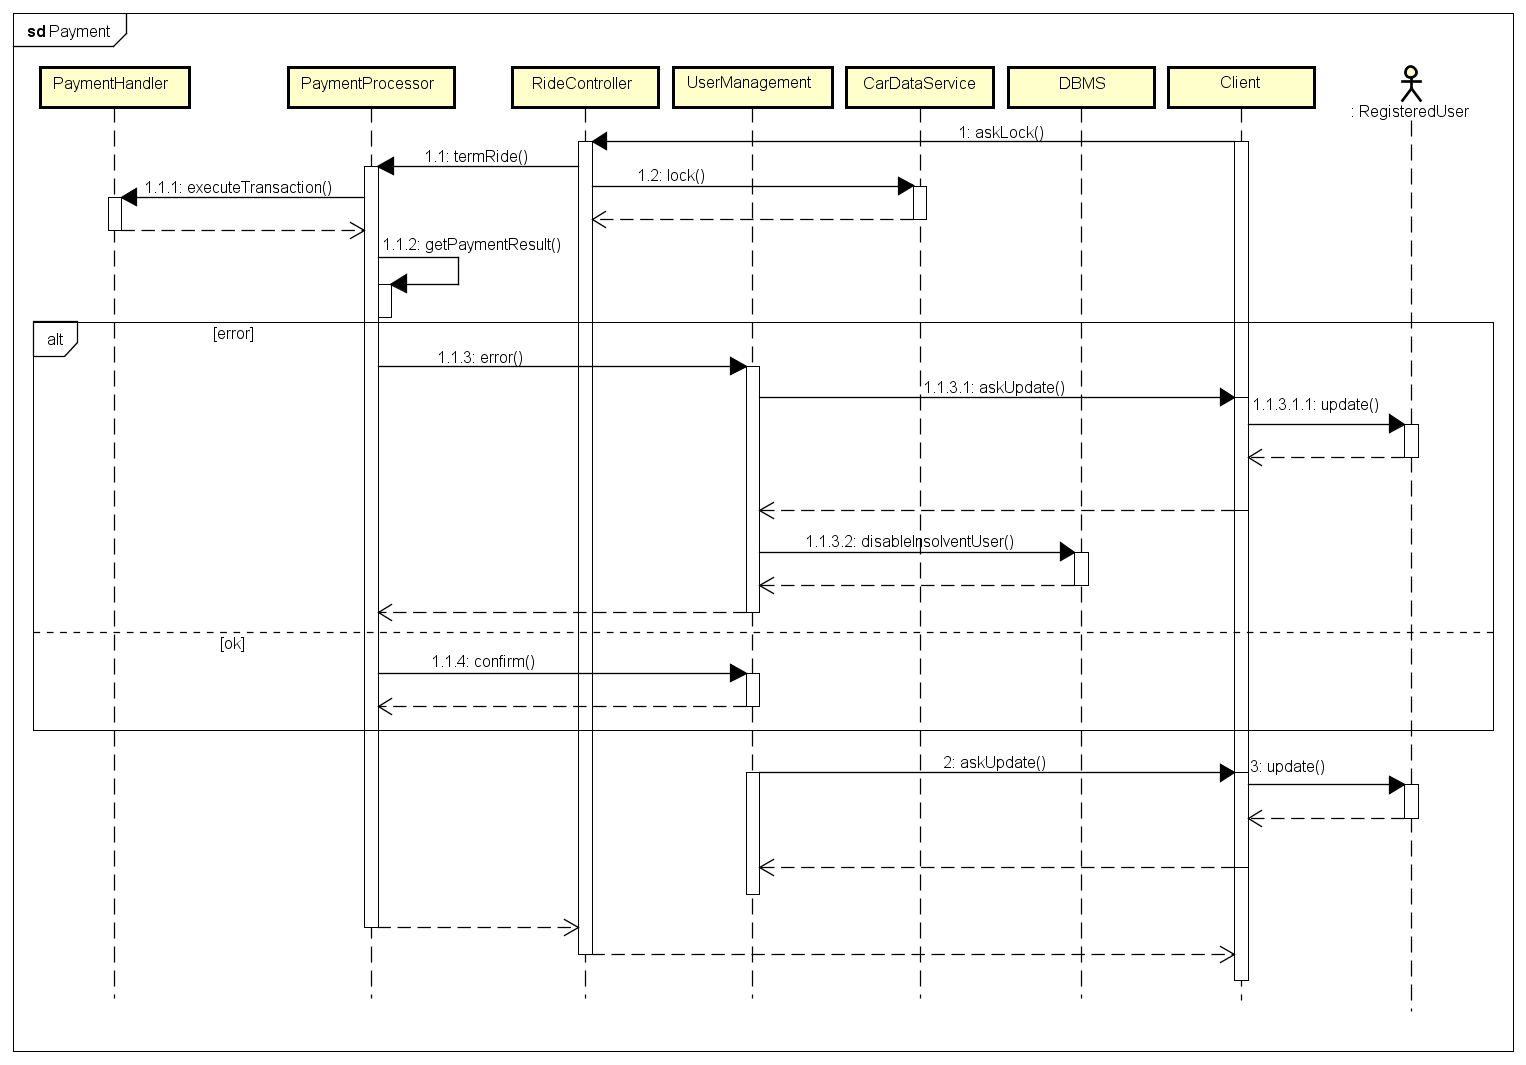 sd Payment
PaymentHandler
PaymentProcessor
RideController
UserManagement
CarDataService
DBMS
Client
: RegisteredUser
1: askLock()
1.1: termRide()
1.2: lock()
1.1.1: executeTransaction()
1.1.2: getPaymentResult()
alt
[error]
1.1.3: error()
1.1.3.1: askUpdate()
1.1.3.1.1: update()
1.1.3.2: disableInsolventUser()
[ok]
1.1.4: confirm()
2: askUpdate()
3: update()